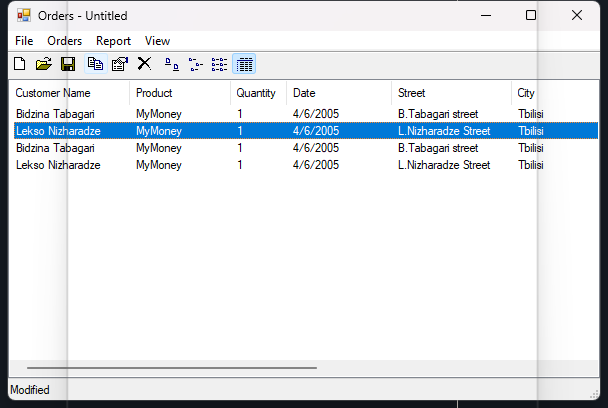 Orders - Untitled
File Orders Report View
Customer Name Product Quantity Date Street City
Bidzina Tabagari MyMoney 1 4/6/2005 B.Tabagari street Tbilisi
Lekso Nizharadze MyMoney 1 4/6/2005 L.Nizharadze Street Tbilisi
Bidzina Tabagari MyMoney 1 4/6/2005 B.Tabagari street Tbilisi
Lekso Nizharadze MyMoney 1 4/6/2005 L.Nizharadze Street Tbilisi
Modified